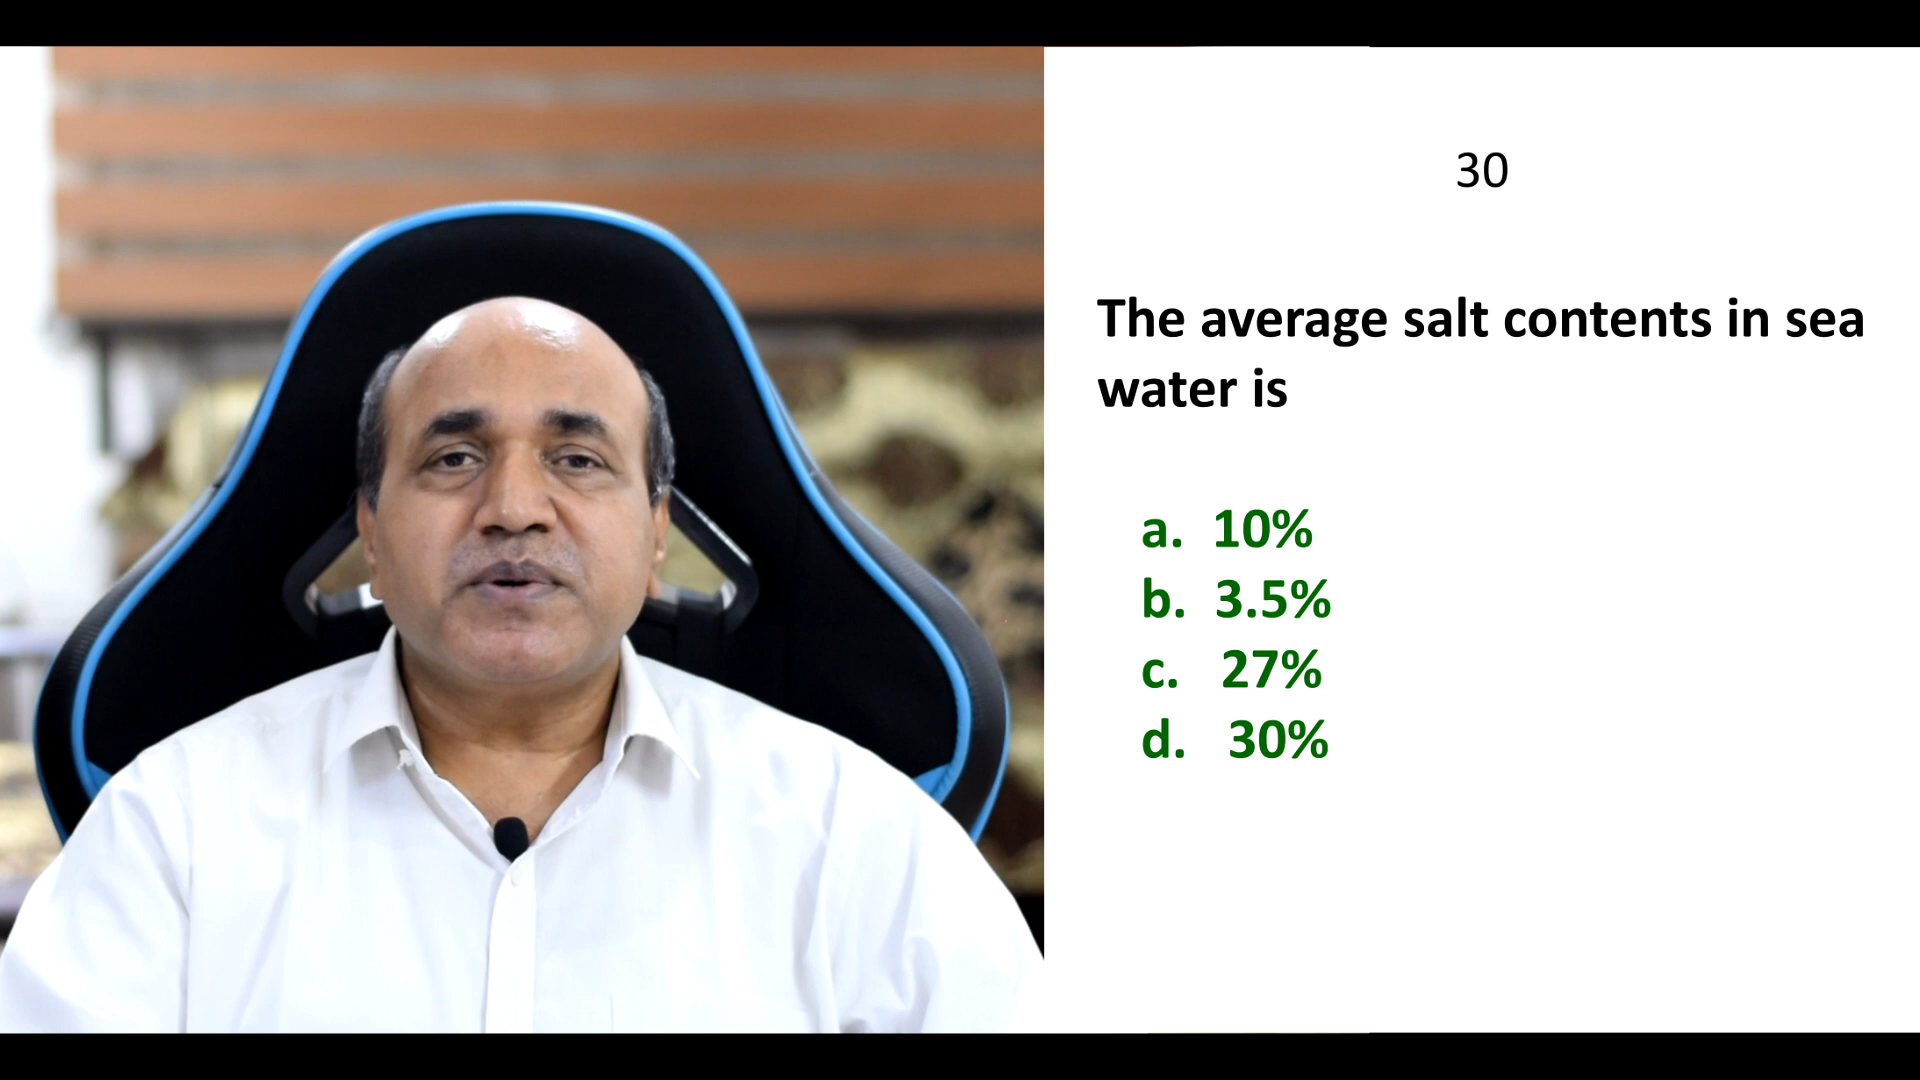 30
The average salt contents in sea
water is
a. 10%
b. 3.5%
c. 27%
d. 30%